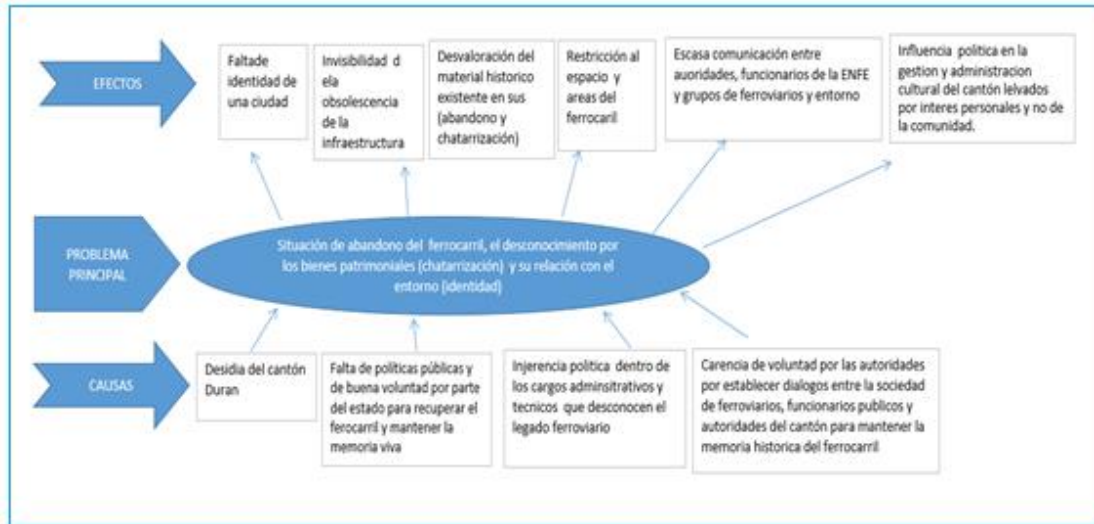 EFECTOS
Faltade
identidad de
una ciudad
Invisibilidad d
ela
obsolescencia
de la
infraestructura
Desvaloración del
material historico
existente en sus
(abandono y
chatarrización)
Restricción al
espacio y
areas del
ferrocaril
Escasa comunicación entre
auoridades, funcionarios de la ENFE
y grupos de ferroviarios y entorno
Influencia politica en la
gestion y administracion
cultural del cantón lelvados
por interes personales y no de
la comunidad.
PROBLEMA
PRINCIPAL
Situación de abandono del ferrocarril, el desconocimiento por
los bienes patrimoniales (chatarrización) y su relación con el
entorno (identidad)
CAUSAS
Desidia del cantón
Duran
Falta de políticas públicas y
de buena voluntad por parte
del estado para recuperar el
ferocarril y mantener la
memoria viva
Injerencia politica dentro de
los cargos adminsitrativos y
tecnicos que desconocen el
legado ferroviario
Carencia de voluntad por las autoridades
por establecer dialogos entre la sociedad
de ferroviarios, funcionarios publicos y
autoridades del cantón para mantener la
memoria historica del ferrocarril